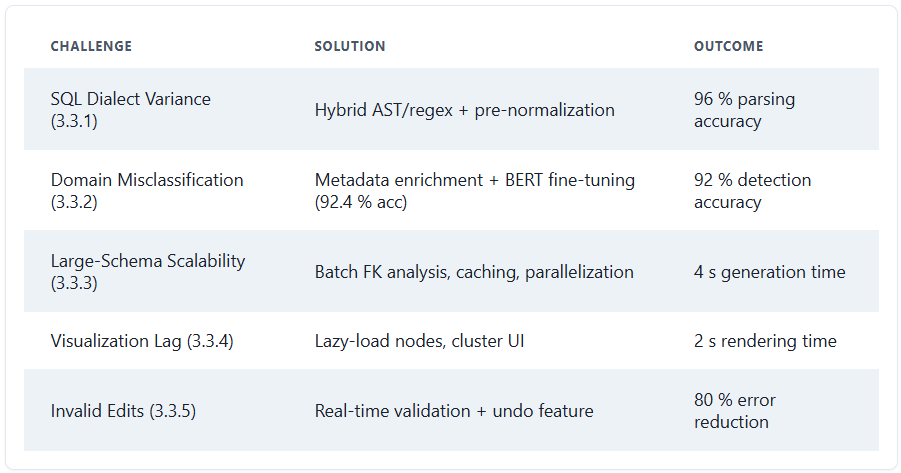 CHALLENGE SOLUTION OUTCOME
SQL Dialect Variance
(3.3.1)
Hybrid AST/regex + pre-normalization
96 % parsing
accuracy
Domain Misclassification
(3.3.2)
Metadata enrichment + BERT fine-tuning
(92.4 % acc)
92 % detection
accuracy
Large-Schema Scalability
(3.3.3)
Batch FK analysis, caching, parallelization
4 s generation time
Visualization Lag (3.3.4)
Lazy-load nodes, cluster UI
2 s rendering time
Invalid Edits (3.3.5)
Real-time validation + undo feature
80 % error
reduction